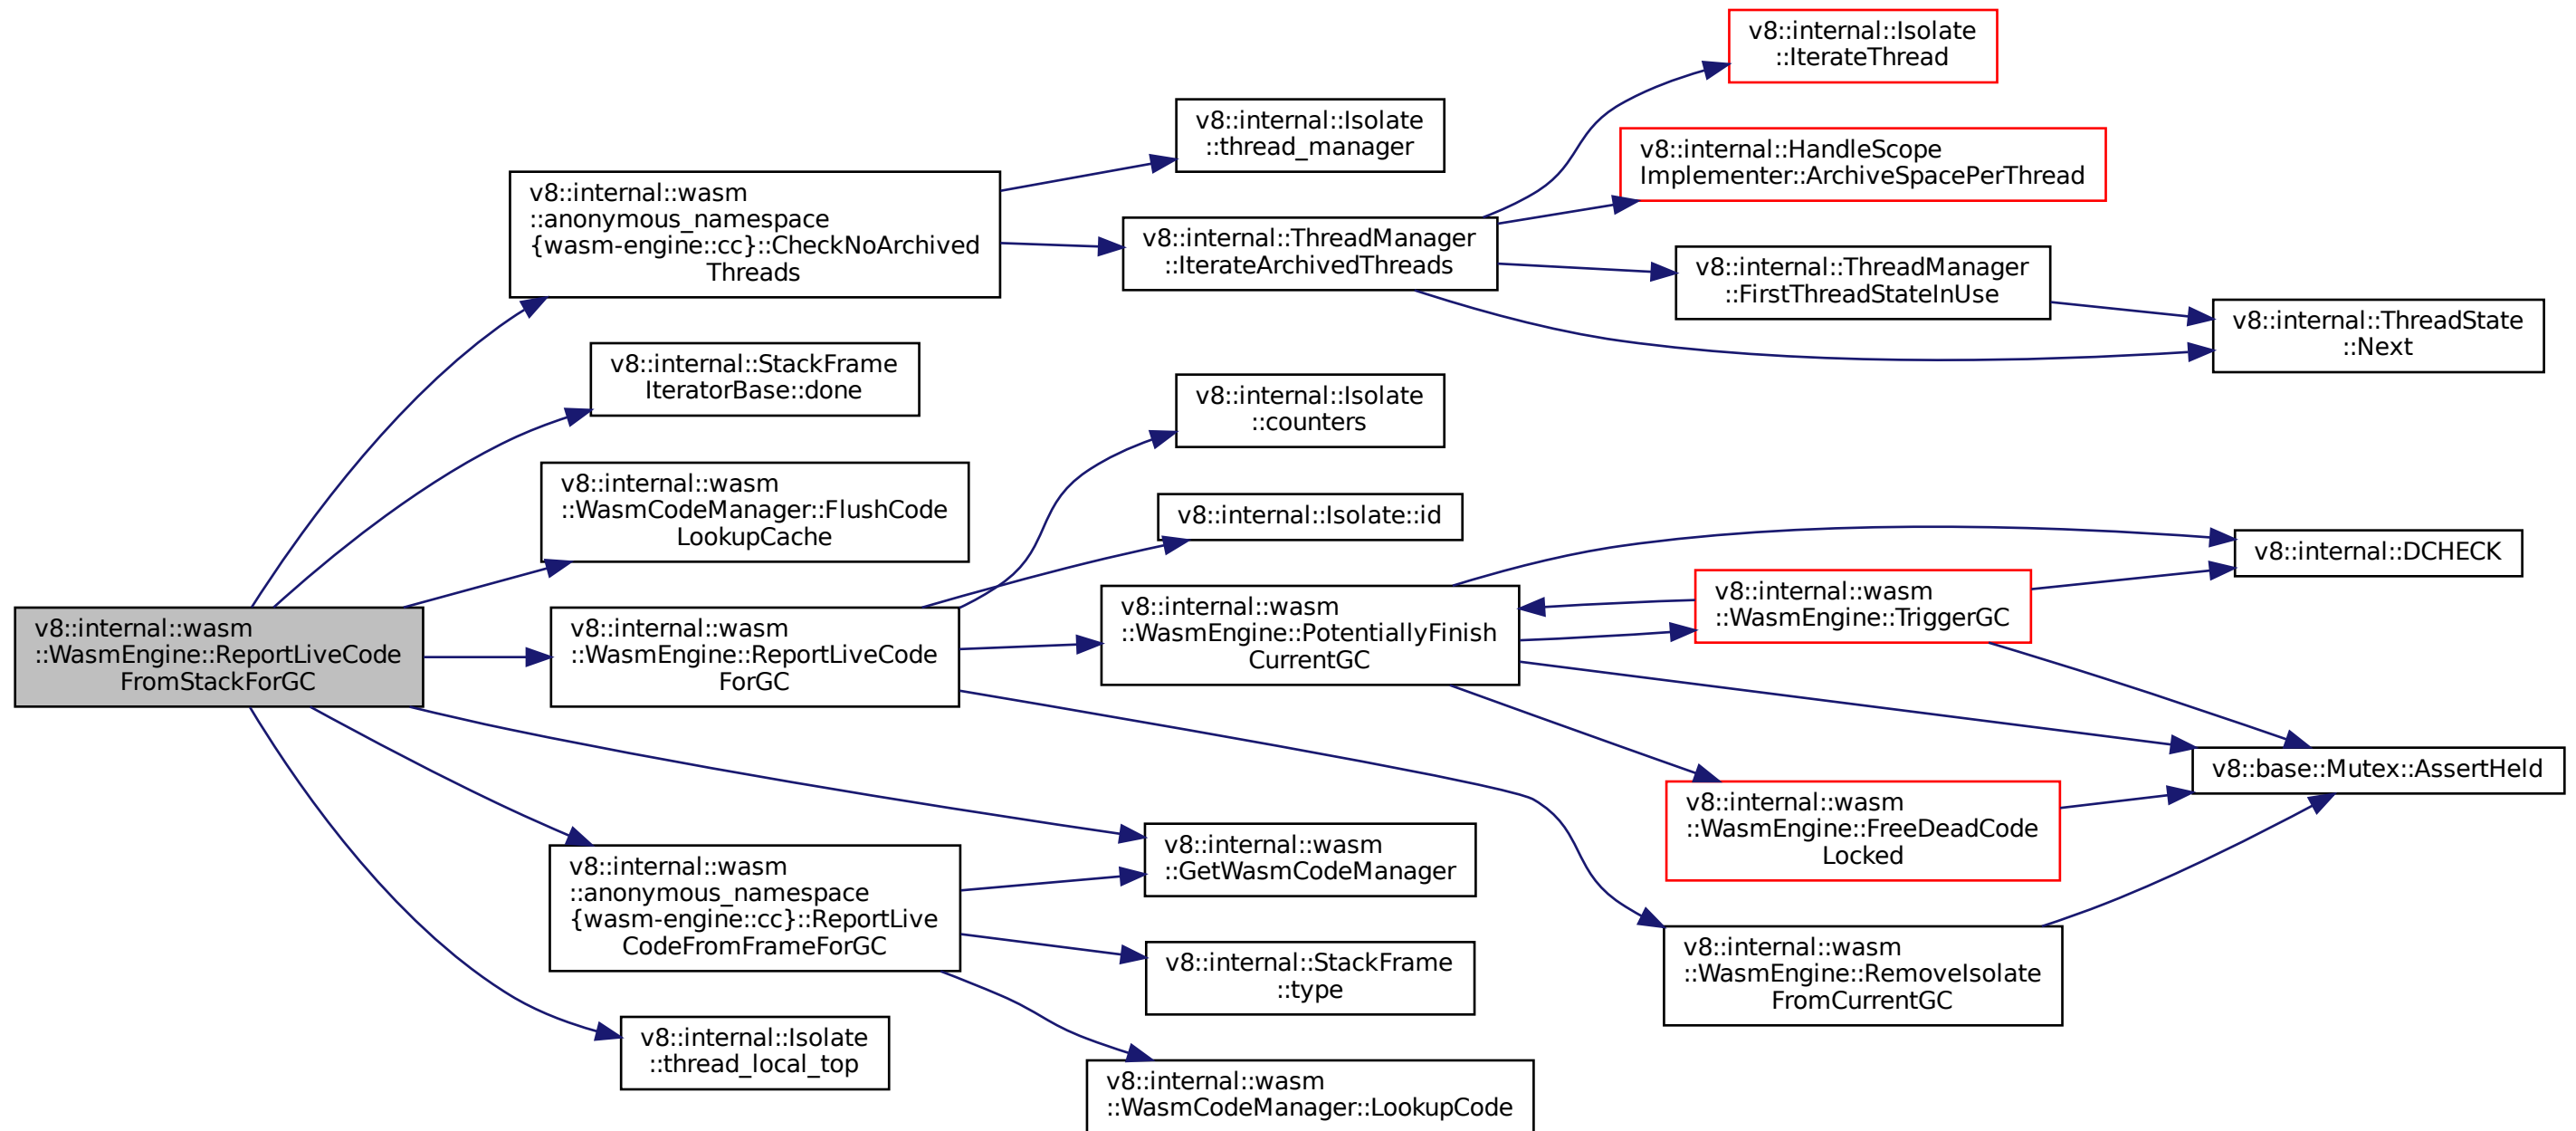 v8::internal::wasm
::WasmEngine::ReportLiveCode
FromStackForGC
v8::internal::wasm
::anonymous_namespace
{wasm-engine::cc}::CheckNoArchived
Threads
v8::internal::StackFrame
IteratorBase::done
v8::internal::wasm
::WasmCodeManager::FlushCode
LookupCache
v8::internal::wasm
::WasmEngine::ReportLiveCode
ForGC
v8::internal::wasm
::anonymous_namespace
{wasm-engine::cc}::ReportLive
CodeFromFrameForGC
v8::internal::Isolate
::thread_local_top
v8::internal::Isolate
::thread_manager
v8::internal::ThreadManager
::IterateArchivedThreads
v8::internal::Isolate
::counters
v8::internal::Isolate::id
v8::internal::wasm
::WasmEngine::PotentiallyFinish
CurrentGC
v8::internal::wasm
::GetWasmCodeManager
v8::internal::StackFrame
::type
v8::internal::wasm
::WasmCodeManager::LookupCode
v8::internal::Isolate
::IterateThread
v8::internal::HandleScope
Implementer::ArchiveSpacePerThread
v8::internal::ThreadManager
::FirstThreadStateInUse
v8::internal::wasm
::WasmEngine::TriggerGC
v8::internal::wasm
::WasmEngine::FreeDeadCode
Locked
v8::internal::wasm
::WasmEngine::RemoveIsolate
FromCurrentGC
v8::internal::ThreadState
::Next
v8::internal::DCHECK
v8::base::Mutex::AssertHeld